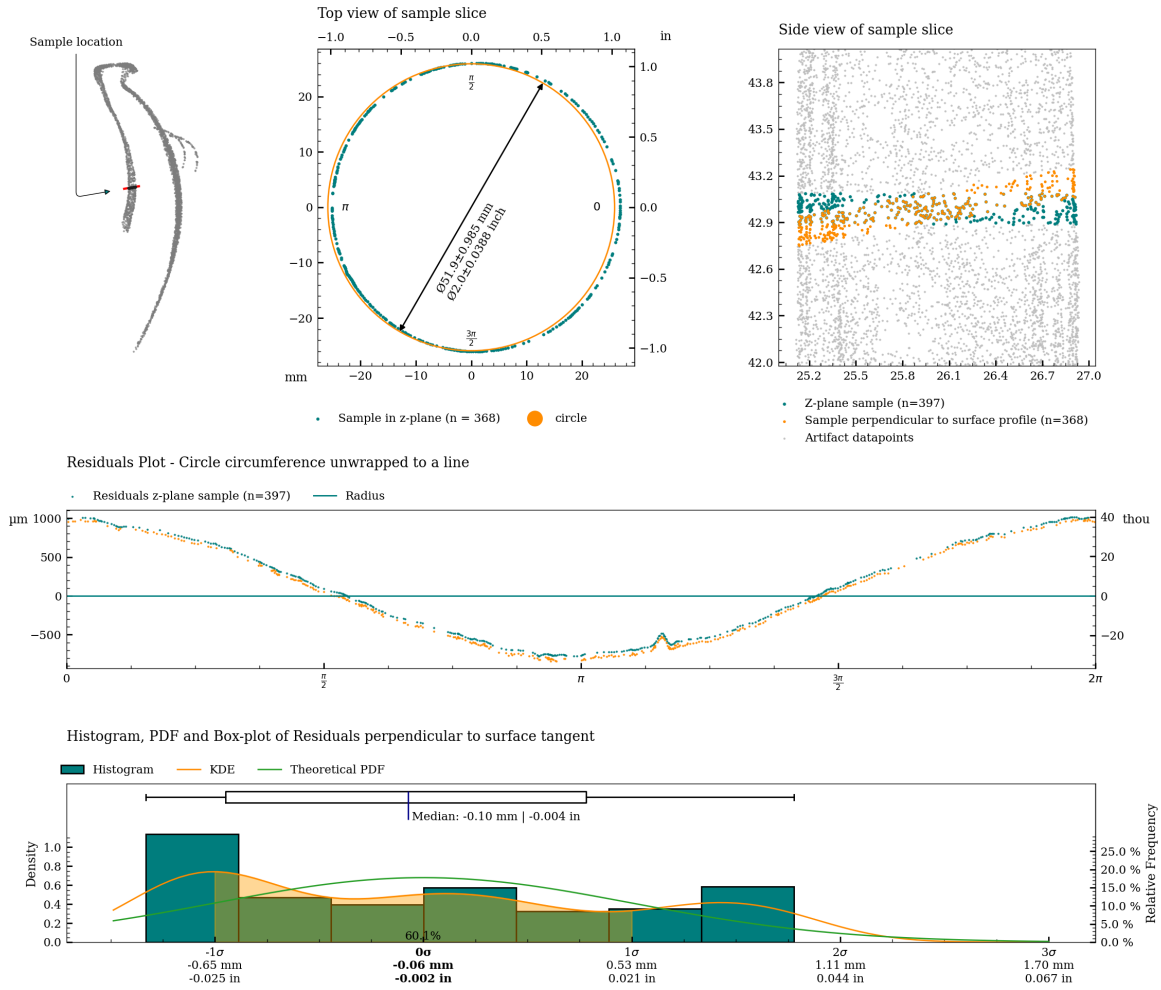 Sample location
Top view of sample slice
−1.0 −0.5 0.0 0.5 1.0 in
20
10
0
−10
−20
mm
1.0
0.5
0.0
−0.5
−1.0
π/2
π
0
3π/2
Ø51.9±0.985 mm
Ø2.0±0.0388 inch
−20 −10 0 10 20
Sample in z-plane (n = 368) circle
Side view of sample slice
43.8
43.5
43.2
42.9
42.6
42.3
42.0
25.2 25.5 25.8 26.1 26.4 26.7 27.0
Z-plane sample (n=397)
Sample perpendicular to surface profile (n=368)
Artifact datapoints
Residuals Plot - Circle circumference unwrapped to a line
Residuals z-plane sample (n=397) Radius
µm
1000
500
0
−500
40 thou
20
0
−20
0 π/2 π 3π/2 2π
Histogram, PDF and Box-plot of Residuals perpendicular to surface tangent
Histogram KDE Theoretical PDF
Median: -0.10 mm | -0.004 in
Density
1.0
0.8
0.6
0.4
0.2
0.0
Relative Frequency
25.0 %
20.0 %
15.0 %
10.0 %
5.0 %
0.0 %
60.1%
-1σ 0σ 1σ 2σ 3σ
-0.65 mm -0.06 mm 0.53 mm 1.11 mm 1.70 mm
-0.025 in -0.002 in 0.021 in 0.044 in 0.067 in